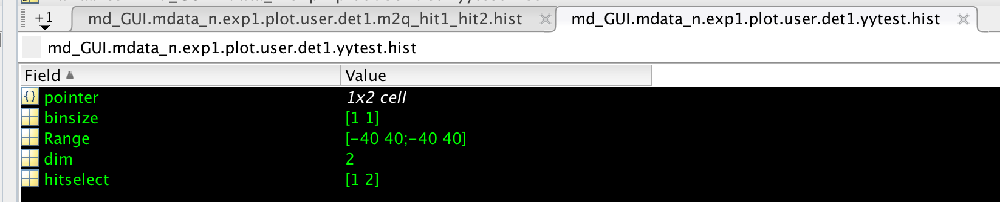 +1 md_GUI.mdata_n.exp1.plot.user.det1.m2q_hit1_hit2.hist md_GUI.mdata_n.exp1.plot.user.det1.yytest.hist
md_GUI.mdata_n.exp1.plot.user.det1.yytest.hist
Field Value
{} pointer 1x2 cell
binsize [1 1]
Range [-40 40;-40 40]
dim 2
hitselect [1 2]